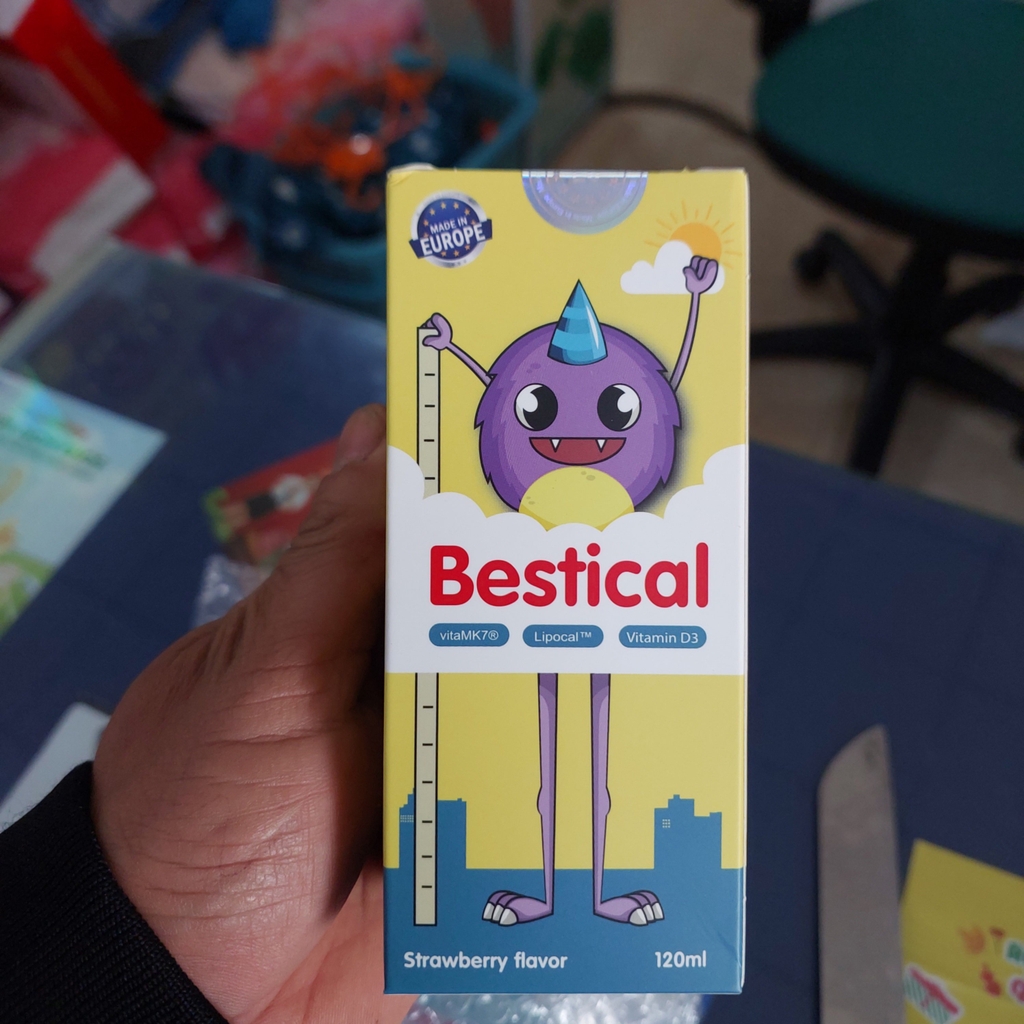 MADE IN
EUROPE
Bestical
vitaMK7®
Lipocal™
Vitamin D3
Strawberry flavor
120ml